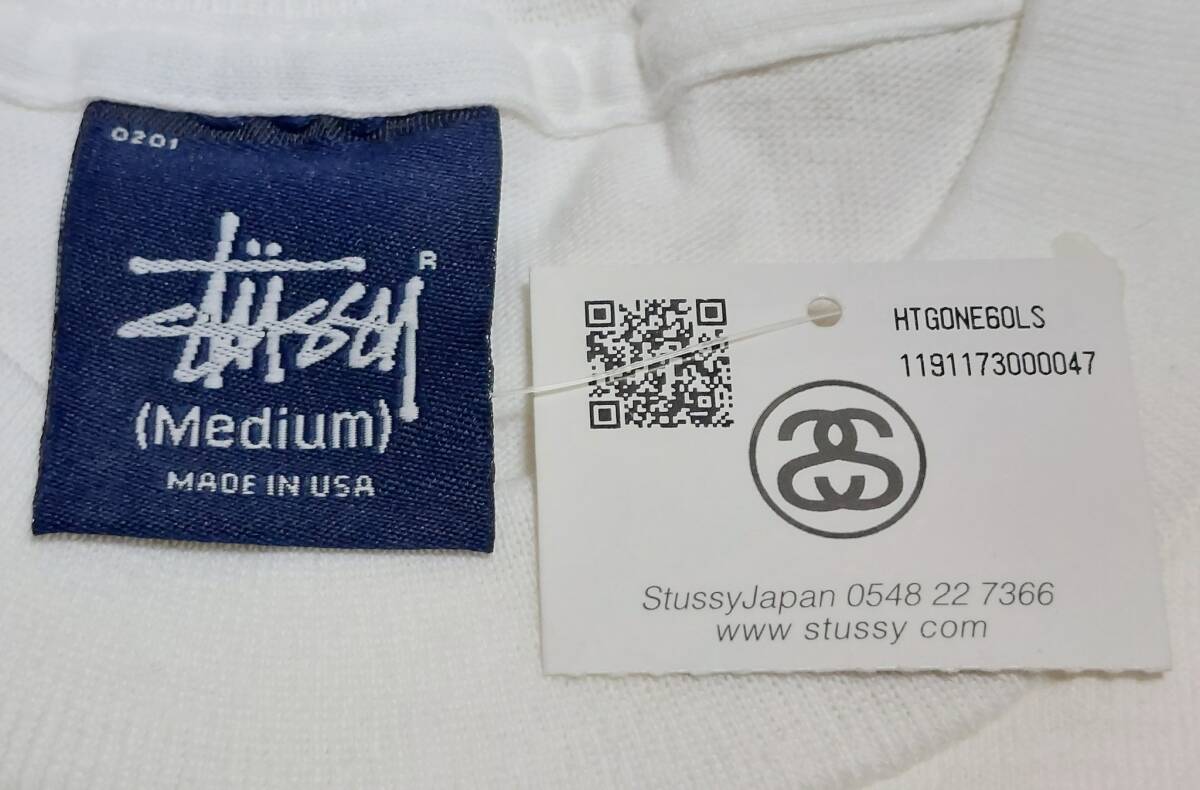 0201
stüssy
R
(Medium)
MADE IN USA
HTGONE60LS
1191173000047
StussyJapan 0548 22 7366
www stussy com